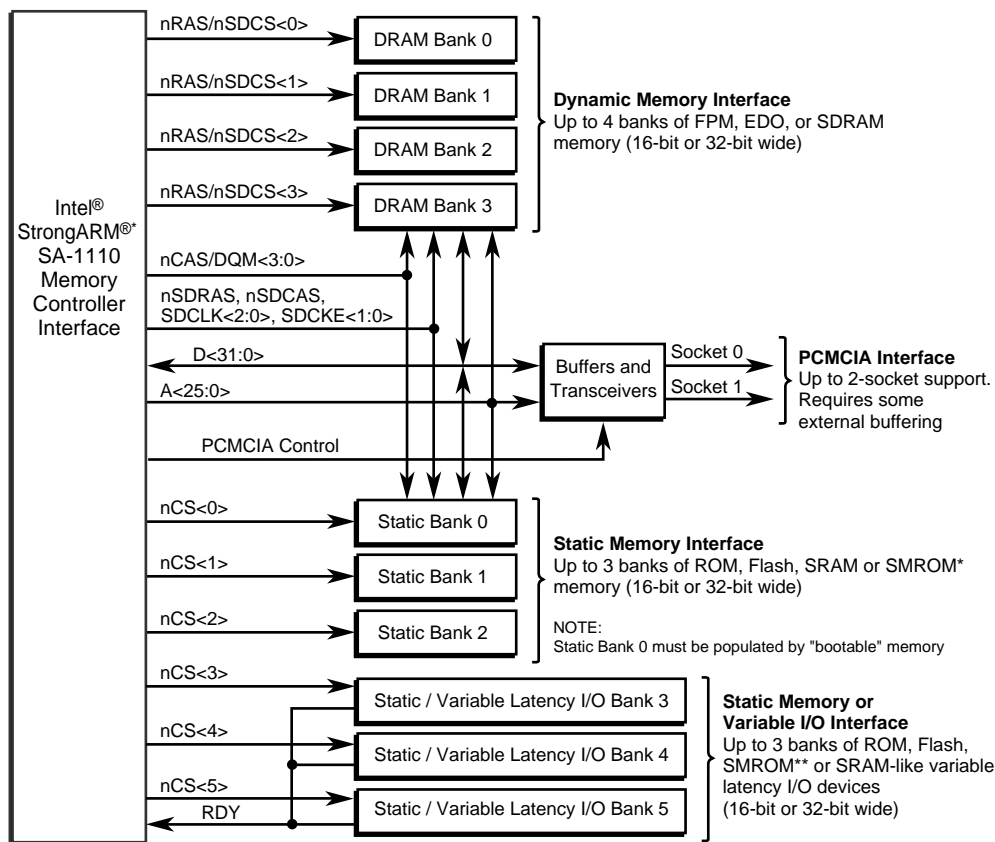 Intel®
StrongARM®*
SA-1110
Memory
Controller
Interface
nRAS/nSDCS<0>
nRAS/nSDCS<1>
nRAS/nSDCS<2>
nRAS/nSDCS<3>
nCAS/DQM<3:0>
nSDRAS, nSDCAS,
SDCLK<2:0>, SDCKE<1:0>
D<31:0>
A<25:0>
PCMCIA Control
nCS<0>
nCS<1>
nCS<2>
nCS<3>
nCS<4>
nCS<5>
RDY
DRAM Bank 0
DRAM Bank 1
DRAM Bank 2
DRAM Bank 3
Dynamic Memory Interface
Up to 4 banks of FPM, EDO, or SDRAM
memory (16-bit or 32-bit wide)
Buffers and
Transceivers
Socket 0
Socket 1
PCMCIA Interface
Up to 2-socket support.
Requires some
external buffering
Static Bank 0
Static Bank 1
Static Bank 2
Static Memory Interface
Up to 3 banks of ROM, Flash, SRAM or SMROM*
memory (16-bit or 32-bit wide)
NOTE:
Static Bank 0 must be populated by "bootable" memory
Static / Variable Latency I/O Bank 3
Static / Variable Latency I/O Bank 4
Static / Variable Latency I/O Bank 5
Static Memory or
Variable I/O Interface
Up to 3 banks of ROM, Flash,
SMROM** or SRAM-like variable
latency I/O devices
(16-bit or 32-bit wide)